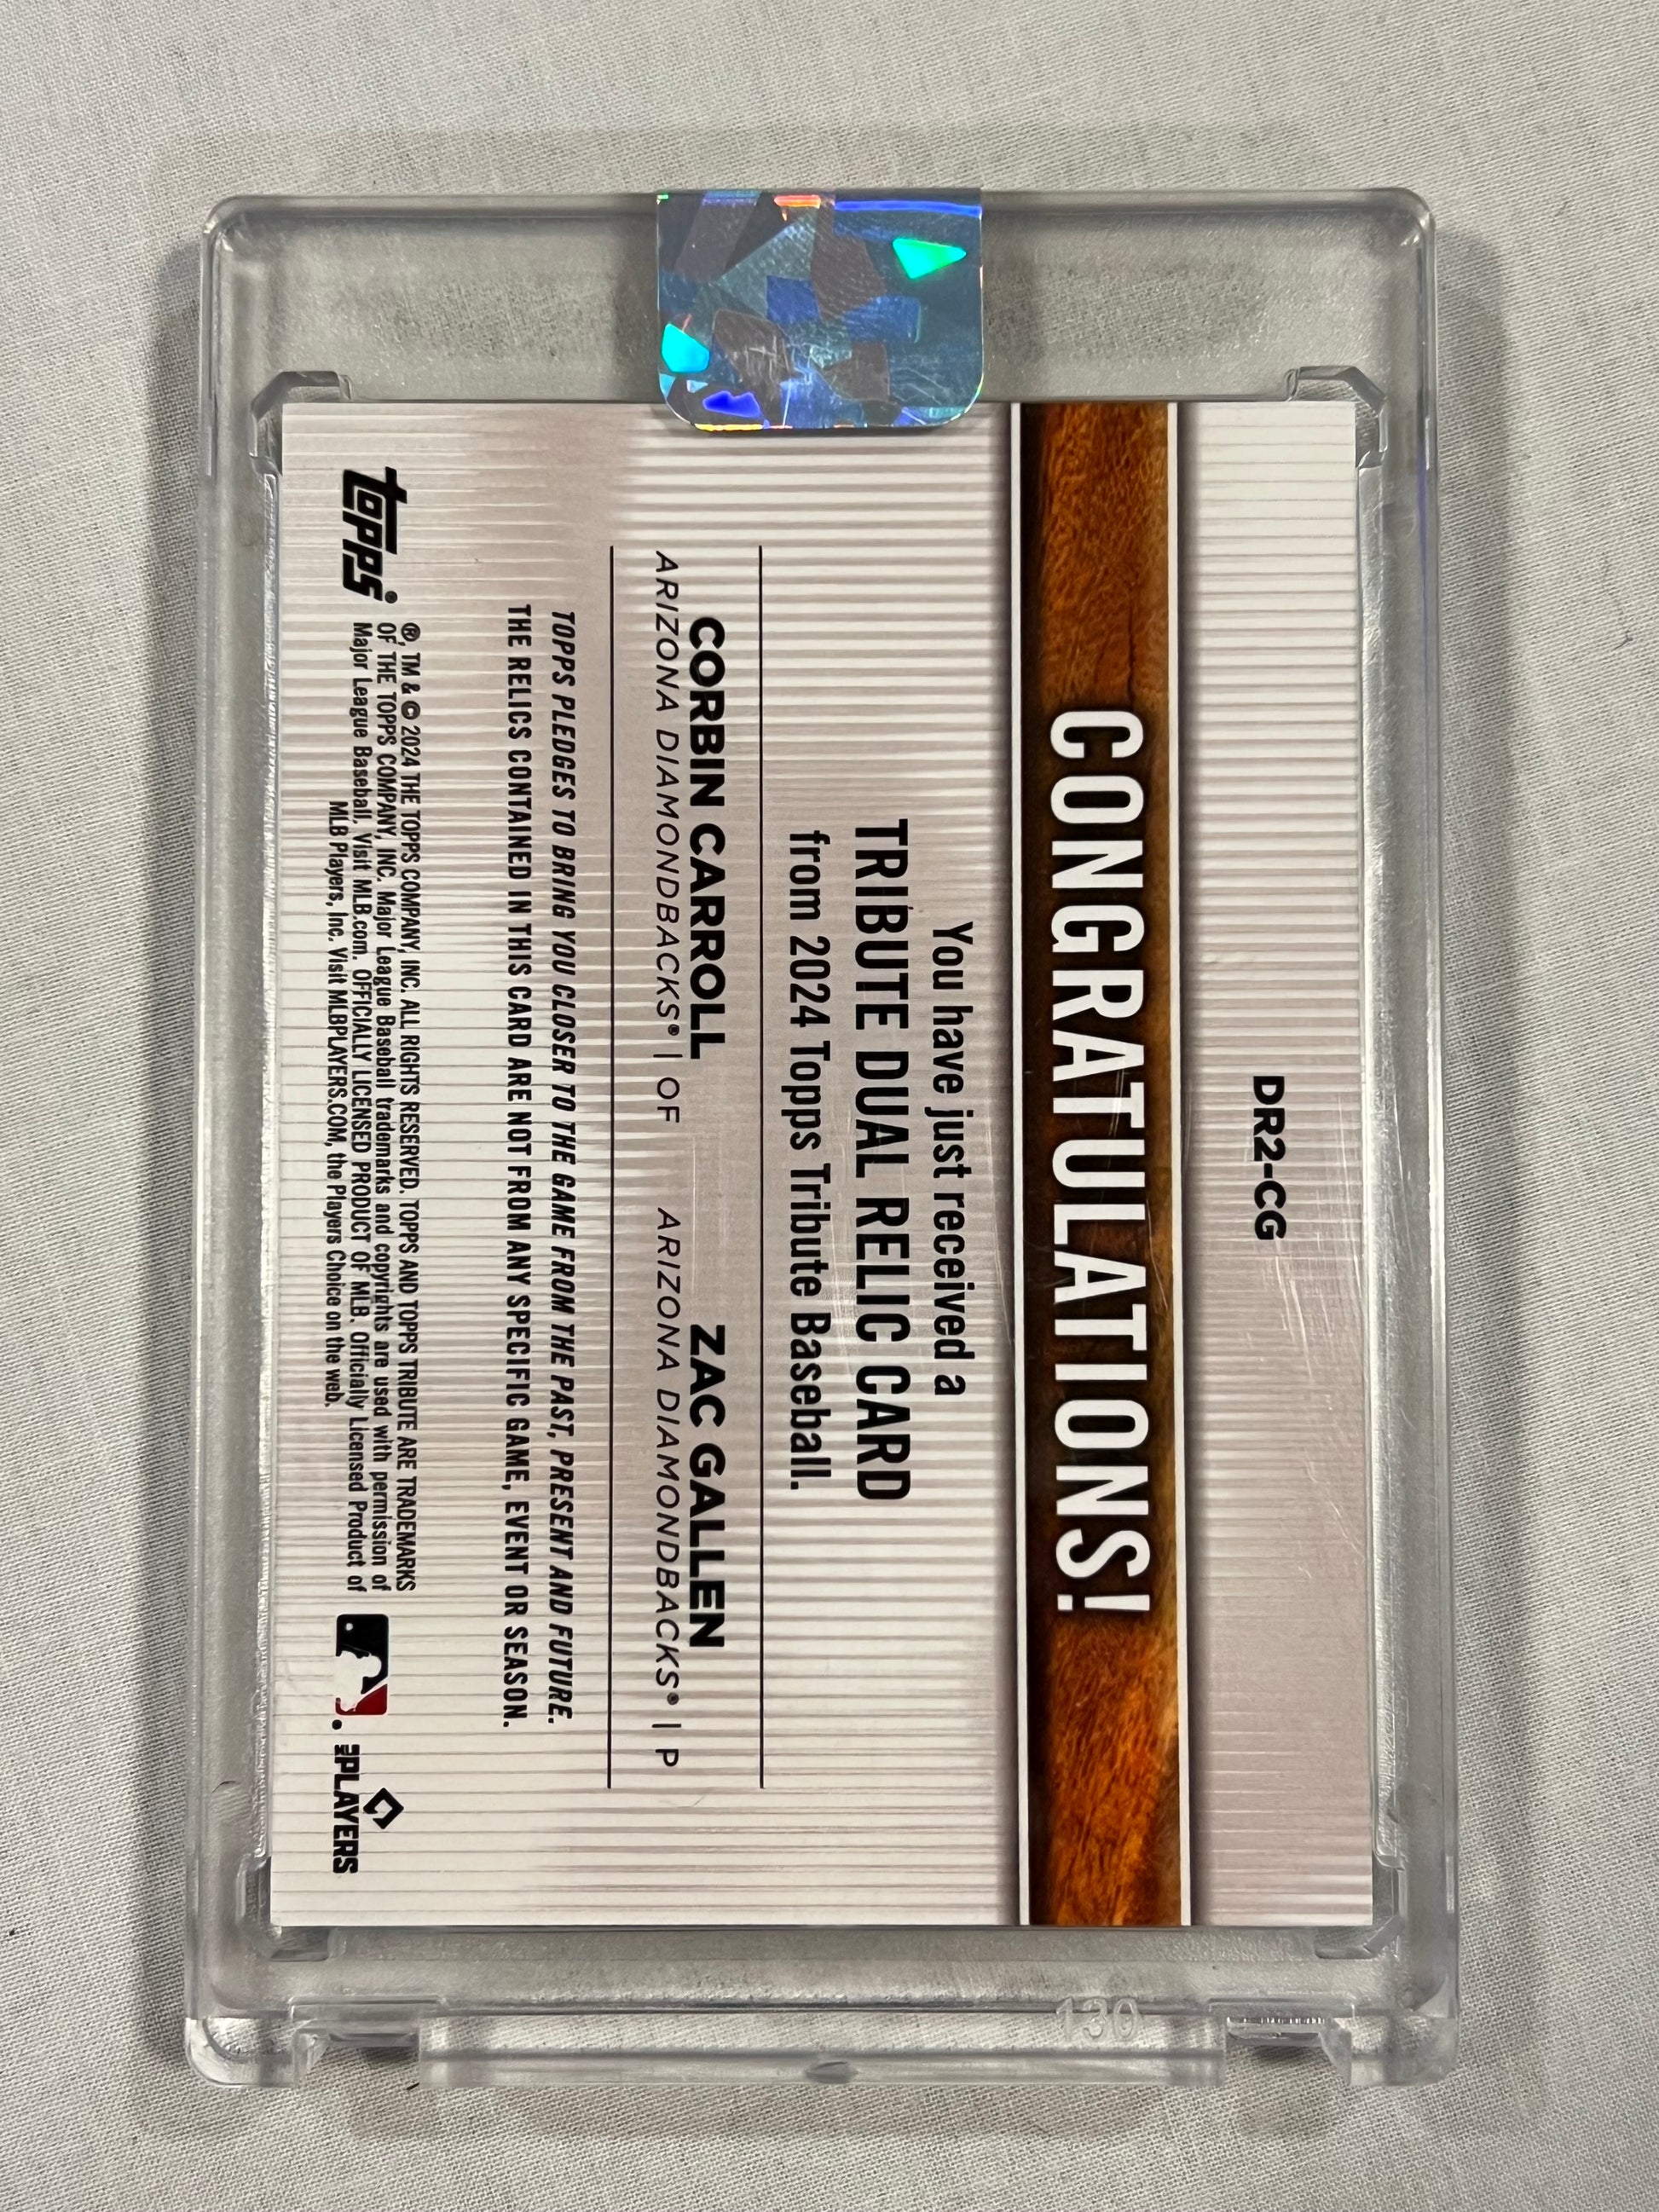 DR2-CG
CONGRATULATIONS!
You have just received a
TRIBUTE DUAL RELIC CARD
from 2024 Topps Tribute Baseball.
CORBIN CARROLL
ARIZONA DIAMONDBACKS® | OF
ZAC GALLEN
ARIZONA DIAMONDBACKS® | P
TOPPS PLEDGES TO BRING YOU CLOSER TO THE GAME FROM THE PAST, PRESENT AND FUTURE.
THE RELICS CONTAINED IN THIS CARD ARE NOT FROM ANY SPECIFIC GAME, EVENT OR SEASON.
topps®
®, TM & © 2024 THE TOPPS COMPANY, INC. ALL RIGHTS RESERVED. TOPPS AND TOPPS TRIBUTE ARE TRADEMARKS
OF THE TOPPS COMPANY, INC. Major League Baseball trademarks and copyrights are used with permission of
Major League Baseball. Visit MLB.com. OFFICIALLY LICENSED PRODUCT OF MLB. Officially Licensed Product of
MLB Players, Inc. Visit MLBPLAYERS.COM, the Players Choice on the web.
MLB PLAYERS
130